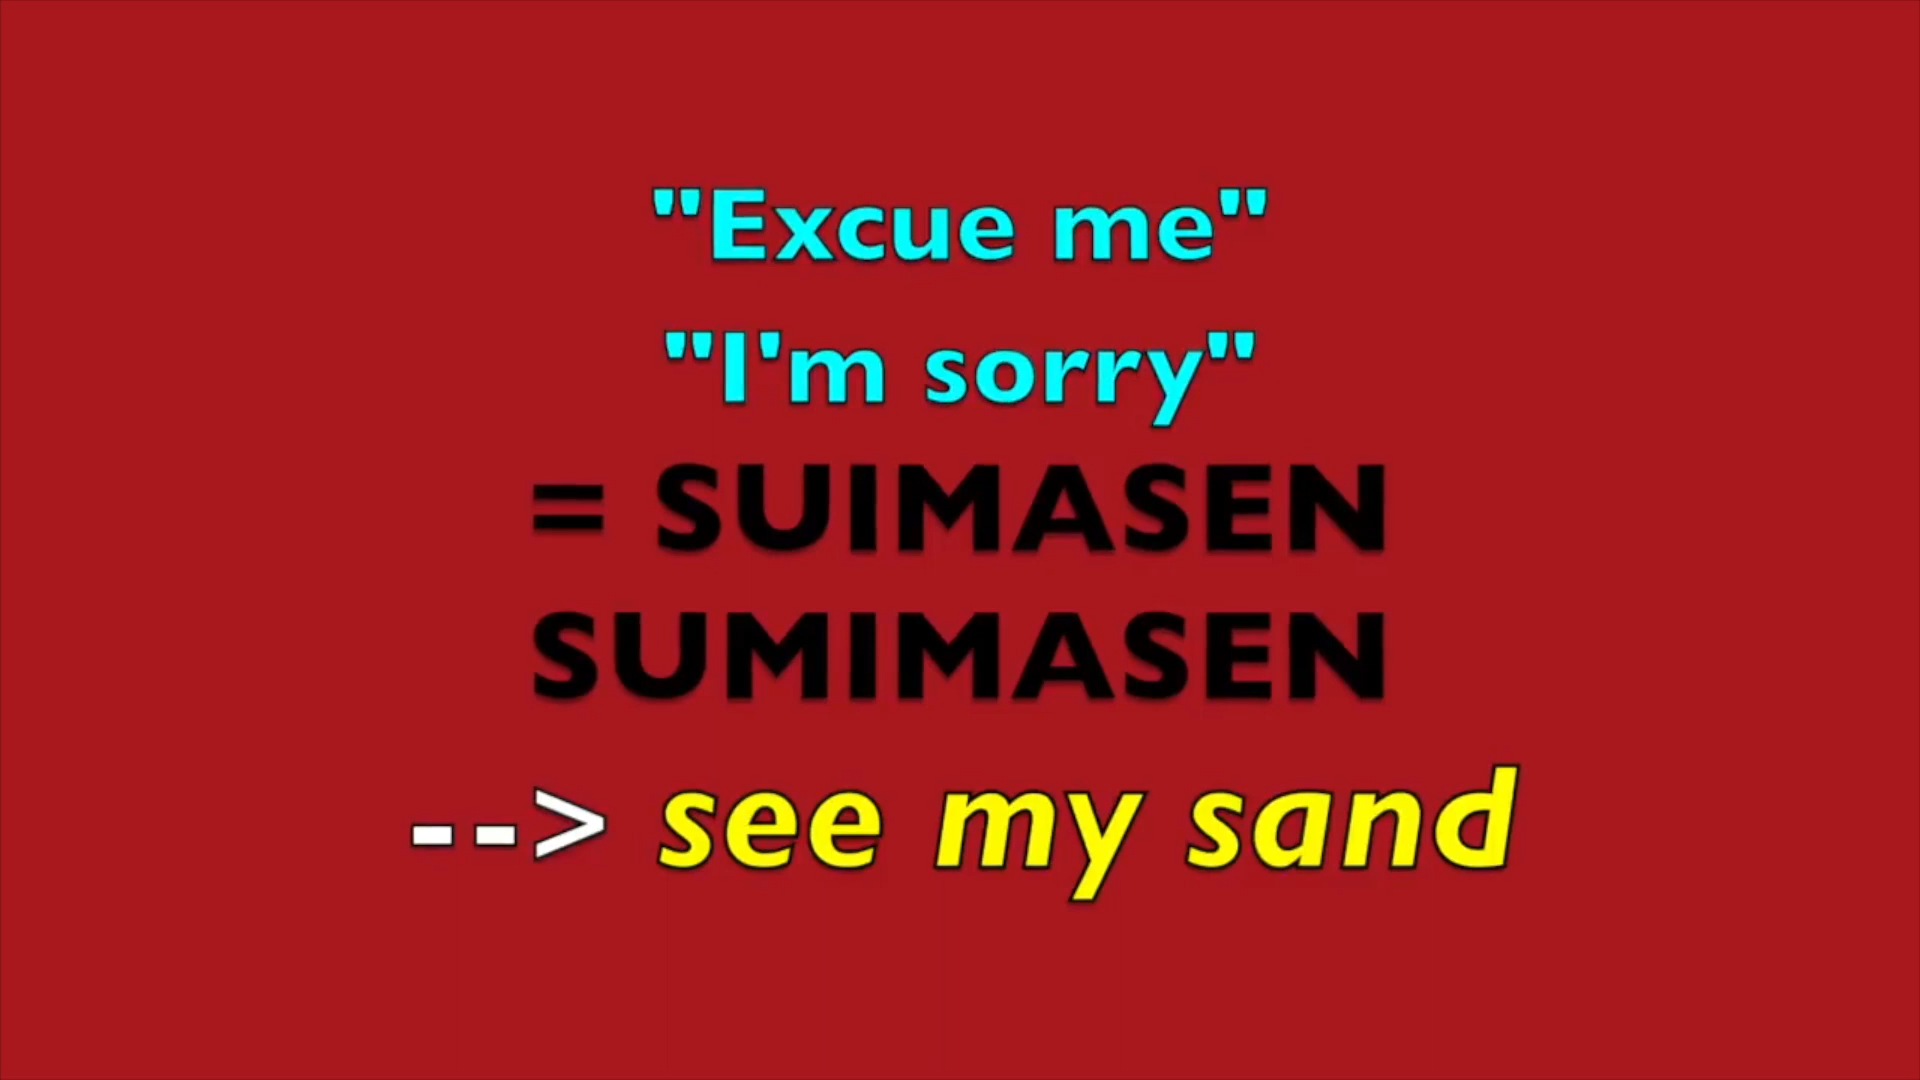 "Excue me"
"I'm sorry"
= SUIMASEN
SUMIMASEN
--> see my sand